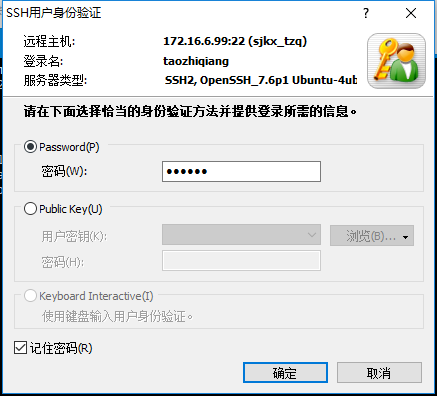 SSH用户身份验证
远程主机: 172.16.6.99:22 (sjkx_tzq)
登录名: taozhiqiang
服务器类型: SSH2, OpenSSH_7.6p1 Ubuntu-4ub
请在下面选择恰当的身份验证方法并提供登录所需的信息。
Password(P)
密码(W): ••••••
Public Key(U)
用户密钥(K): 浏览(B)...
密码(H):
Keyboard Interactive(I)
使用键盘输入用户身份验证。
记住密码(R)
确定 取消